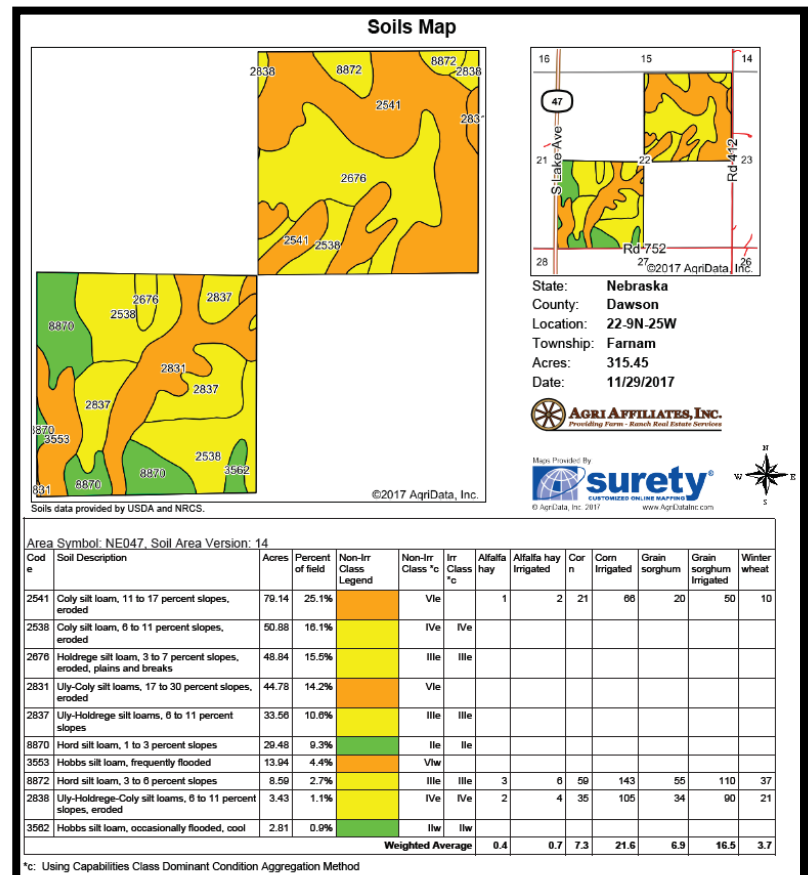 Soils Map
2838
8872
8872
2838
2541
2831
2676
2541
2538
2676
2538
2837
8870
2831
2837
2837
8870
3553
2538
3562
8870
8870
831
©2017 AgriData, Inc.
Soils data provided by USDA and NRCS.
16 15 14
47
S Lake Ave
21 22 23
Rd 412
Rd 752
28 27 26
©2017 AgriData, Inc.
State: Nebraska
County: Dawson
Location: 22-9N-25W
Township: Farnam
Acres: 315.45
Date: 11/29/2017
AGRI AFFILIATES, INC.
Providing Farm - Ranch Real Estate Services
Maps Provided By
surety®
CUSTOMIZED ONLINE MAPPING
© AgriData, Inc. 2017 www.AgriDataInc.com
N
W E
S
Area Symbol: NE047, Soil Area Version: 14
Cod e Soil Description Acres Percent of field Non-Irr Class Legend Non-Irr Class *c Irr Class *c Alfalfa hay Alfalfa hay Irrigated Cor n Corn Irrigated Grain sorghum Grain sorghum Irrigated Winter wheat
2541 Coly silt loam, 11 to 17 percent slopes, eroded 79.14 25.1% VIe 1 2 21 66 20 50 10
2538 Coly silt loam, 6 to 11 percent slopes, eroded 50.88 16.1% IVe IVe
2676 Holdrege silt loam, 3 to 7 percent slopes, eroded, plains and breaks 48.84 15.5% IIIe IIIe
2831 Uly-Coly silt loams, 17 to 30 percent slopes, eroded 44.78 14.2% VIe
2837 Uly-Holdrege silt loams, 6 to 11 percent slopes 33.56 10.6% IIIe IIIe
8870 Hord silt loam, 1 to 3 percent slopes 29.48 9.3% IIe IIe
3553 Hobbs silt loam, frequently flooded 13.94 4.4% VIw
8872 Hord silt loam, 3 to 6 percent slopes 8.59 2.7% IIIe IIIe 3 6 59 143 55 110 37
2838 Uly-Holdrege-Coly silt loams, 6 to 11 percent slopes, eroded 3.43 1.1% IVe IVe 2 4 35 105 34 90 21
3562 Hobbs silt loam, occasionally flooded, cool 2.81 0.9% IIw IIw
Weighted Average 0.4 0.7 7.3 21.6 6.9 16.5 3.7
*c: Using Capabilities Class Dominant Condition Aggregation Method